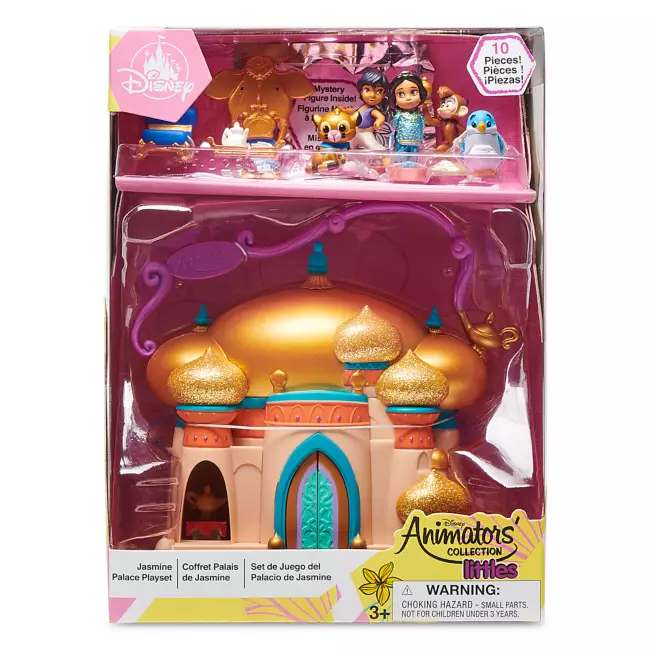 Disney
10
Pieces!
Pièces !
¡Piezas!
Mystery
Figure Inside!
Figurine
Jasmine
Palace Playset
Coffret Palais
de Jasmine
Set de Juego del
Palacio de Jasmine
Disney
Animators'
COLLECTION
littles
3+
⚠ WARNING:
CHOKING HAZARD - SMALL PARTS.
NOT FOR CHILDREN UNDER 3 YEARS.